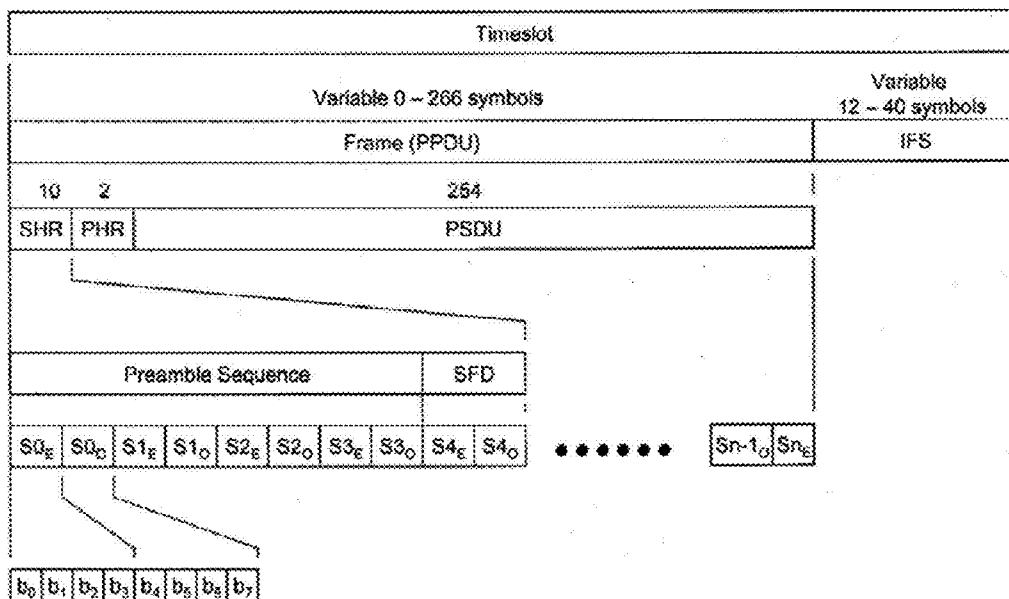 Timeslot
Variable 0 – 266 symbols
Variable
12 – 40 symbols
Frame (PPDU) IFS
10 2 254
SHR PHR PSDU
Preamble Sequence SFD
S0E S0O S1E S1O S2E S2O S3E S3O S4E S4O •••••• Sn-1O SnE
b0 b1 b2 b3 b4 b5 b6 b7